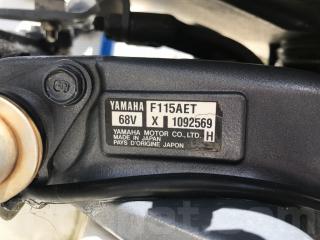 YAMAHA F115AET
68V X 1092569
YAMAHA MOTOR CO.,LTD. H
MADE IN JAPAN
PAYS D'ORIGINE JAPON